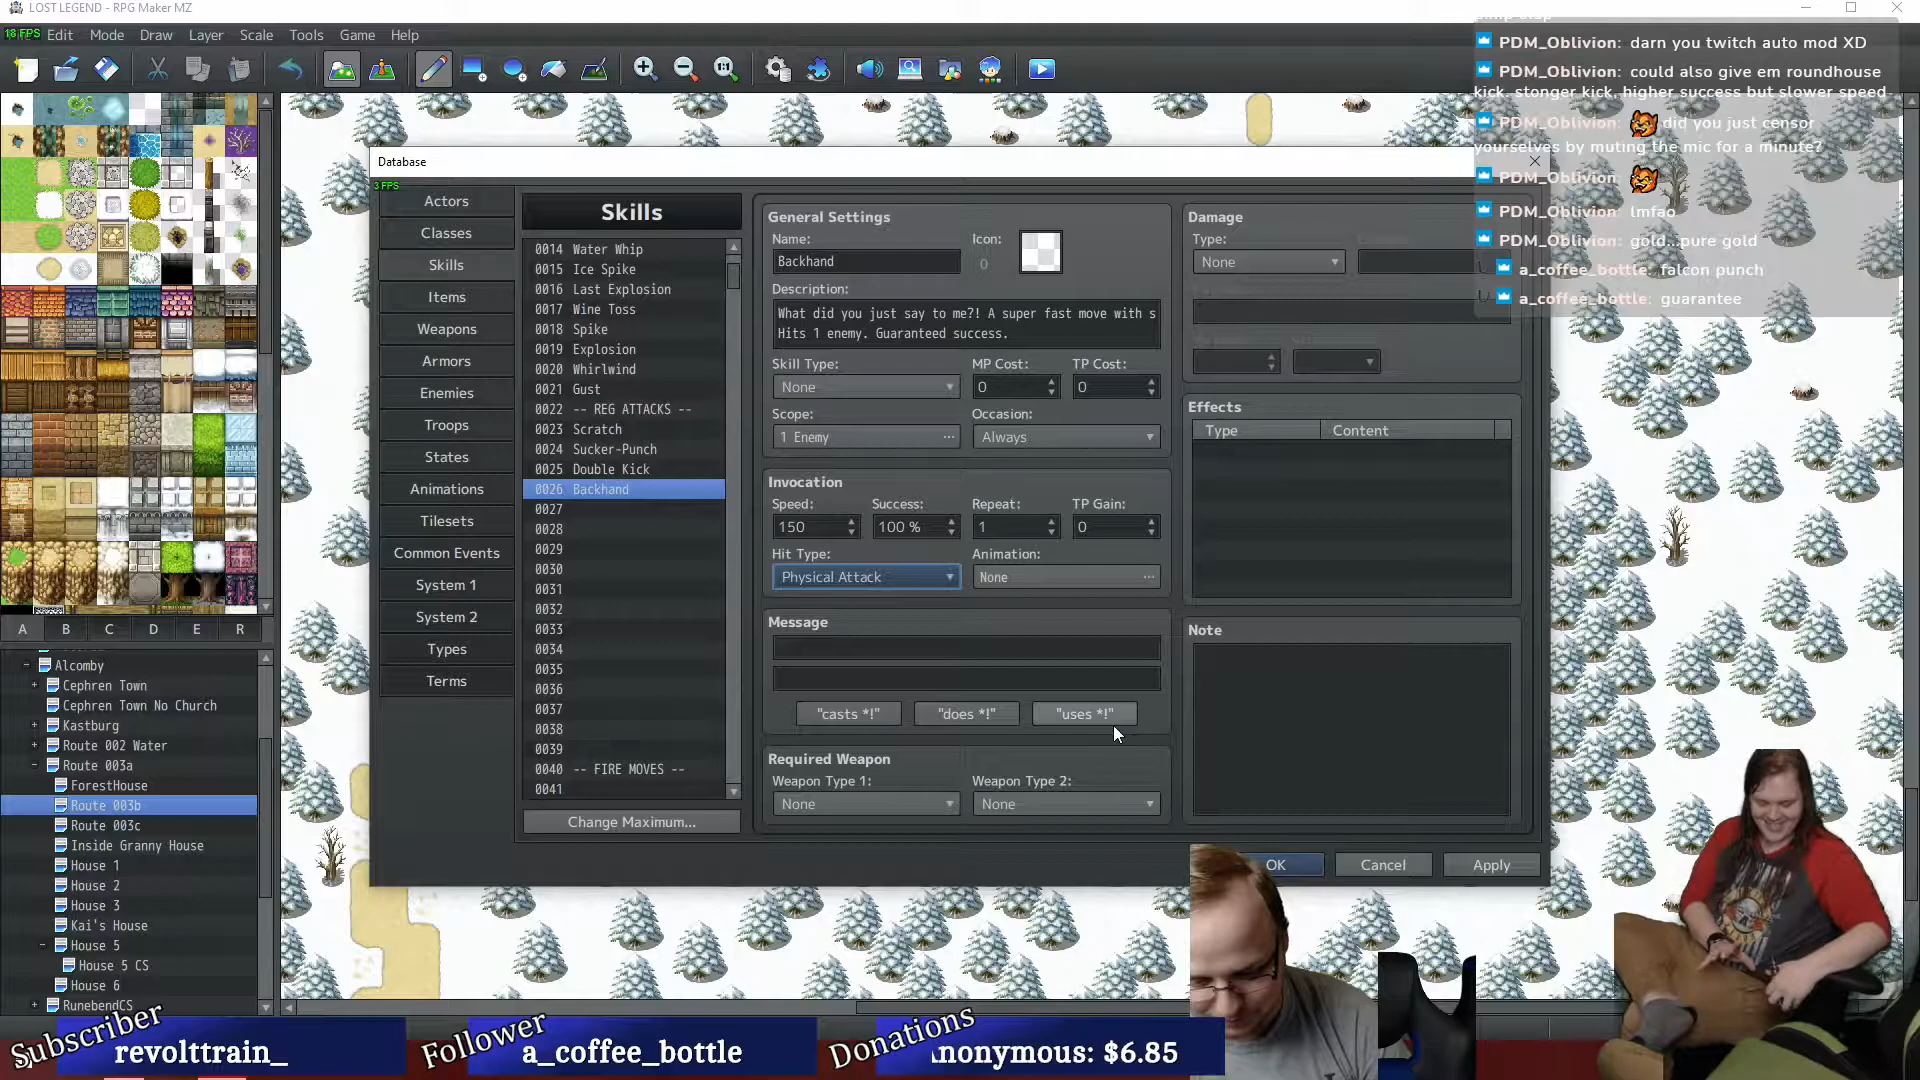 LOST LEGEND - RPG Maker MZ
18 FPS
Edit
Mode
Draw
Layer
Scale
Tools
Game
Help
1:1
PDM_Oblivion: darn you twitch auto mod XD
PDM_Oblivion: could also give em roundhouse
kick. stonger kick, higher success but slower speed
PDM_Oblivion: did you just censor
yourselves by muting the mic for a minute?
PDM_Oblivion:
PDM_Oblivion: lmfao
PDM_Oblivion: gold...pure gold
a_coffee_bottle: falcon punch
a_coffee_bottle: guarantee
Database
3 FPS
Actors
Classes
Skills
Items
Weapons
Armors
Enemies
Troops
States
Animations
Tilesets
Common Events
System 1
System 2
Types
Terms
Skills
0014 Water Whip
0015 Ice Spike
0016 Last Explosion
0017 Wine Toss
0018 Spike
0019 Explosion
0020 Whirlwind
0021 Gust
0022 -- REG ATTACKS --
0023 Scratch
0024 Sucker-Punch
0025 Double Kick
0026 Backhand
0027
0028
0029
0030
0031
0032
0033
0034
0035
0036
0037
0038
0039
0040 -- FIRE MOVES --
0041
Change Maximum...
General Settings
Name:
Icon:
Backhand
0
Description:
What did you just say to me?! A super fast move with s
Hits 1 enemy. Guaranteed success.
Skill Type:
MP Cost:
TP Cost:
None
0
0
Scope:
Occasion:
1 Enemy
...
Always
Invocation
Speed:
Success:
Repeat:
TP Gain:
150
100 %
1
0
Hit Type:
Animation:
Physical Attack
None
...
Message
"casts *!"
"does *!"
"uses *!"
Required Weapon
Weapon Type 1:
Weapon Type 2:
None
None
Damage
Type:
None
Effects
Type
Content
Note
OK
Cancel
Apply
A
B
C
D
E
R
Alcomby
Cephren Town
Cephren Town No Church
Kastburg
Route 002 Water
Route 003a
ForestHouse
Route 003b
Route 003c
Inside Granny House
House 1
House 2
House 3
Kai's House
House 5
House 5 CS
House 6
RunebendCS
Subscriber
revolttrain_
Follower
a_coffee_bottle
Donations
Anonymous: $6.85